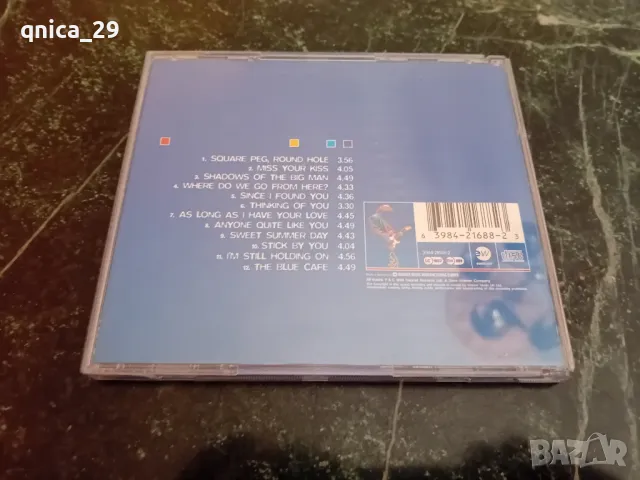 qnica_29
1. SQUARE PEG, ROUND HOLE 3.56
2. MISS YOUR KISS 4.05
3. SHADOWS OF THE BIG MAN 4.49
4. WHERE DO WE GO FROM HERE? 4.33
5. SINCE I FOUND YOU 4.36
6. THINKING OF YOU 3.30
7. AS LONG AS I HAVE YOUR LOVE 4.45
8. ANYONE QUITE LIKE YOU 4.49
9. SWEET SUMMER DAY 4.43
10. STICK BY YOU 4.04
11. I'M STILL HOLDING ON 4.56
12. THE BLUE CAFE 4.49
6 3984-21688-2 3
ew
BAZAR